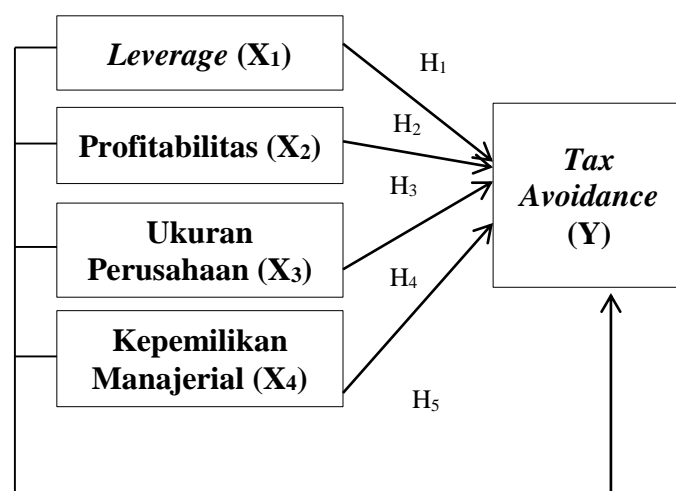 Leverage (X₁)
H₁
Profitabilitas (X₂)
H₂
Tax
Avoidance
(Y)
H₃
Ukuran
Perusahaan (X₃)
H₄
Kepemilikan
Manajerial (X₄)
H₅